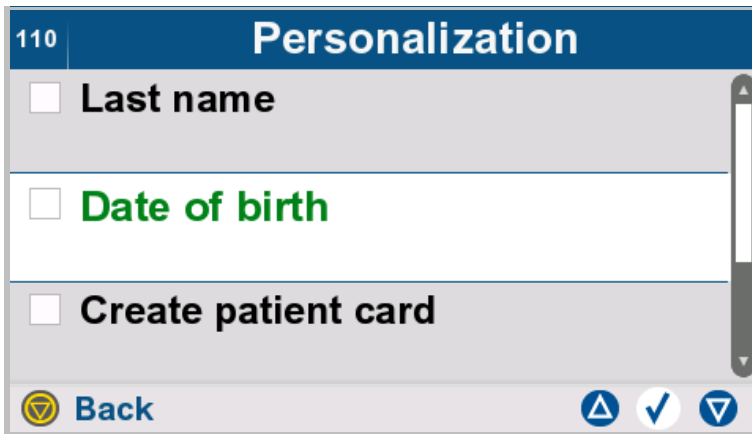 110
Personalization
Last name
Date of birth
Create patient card
Back